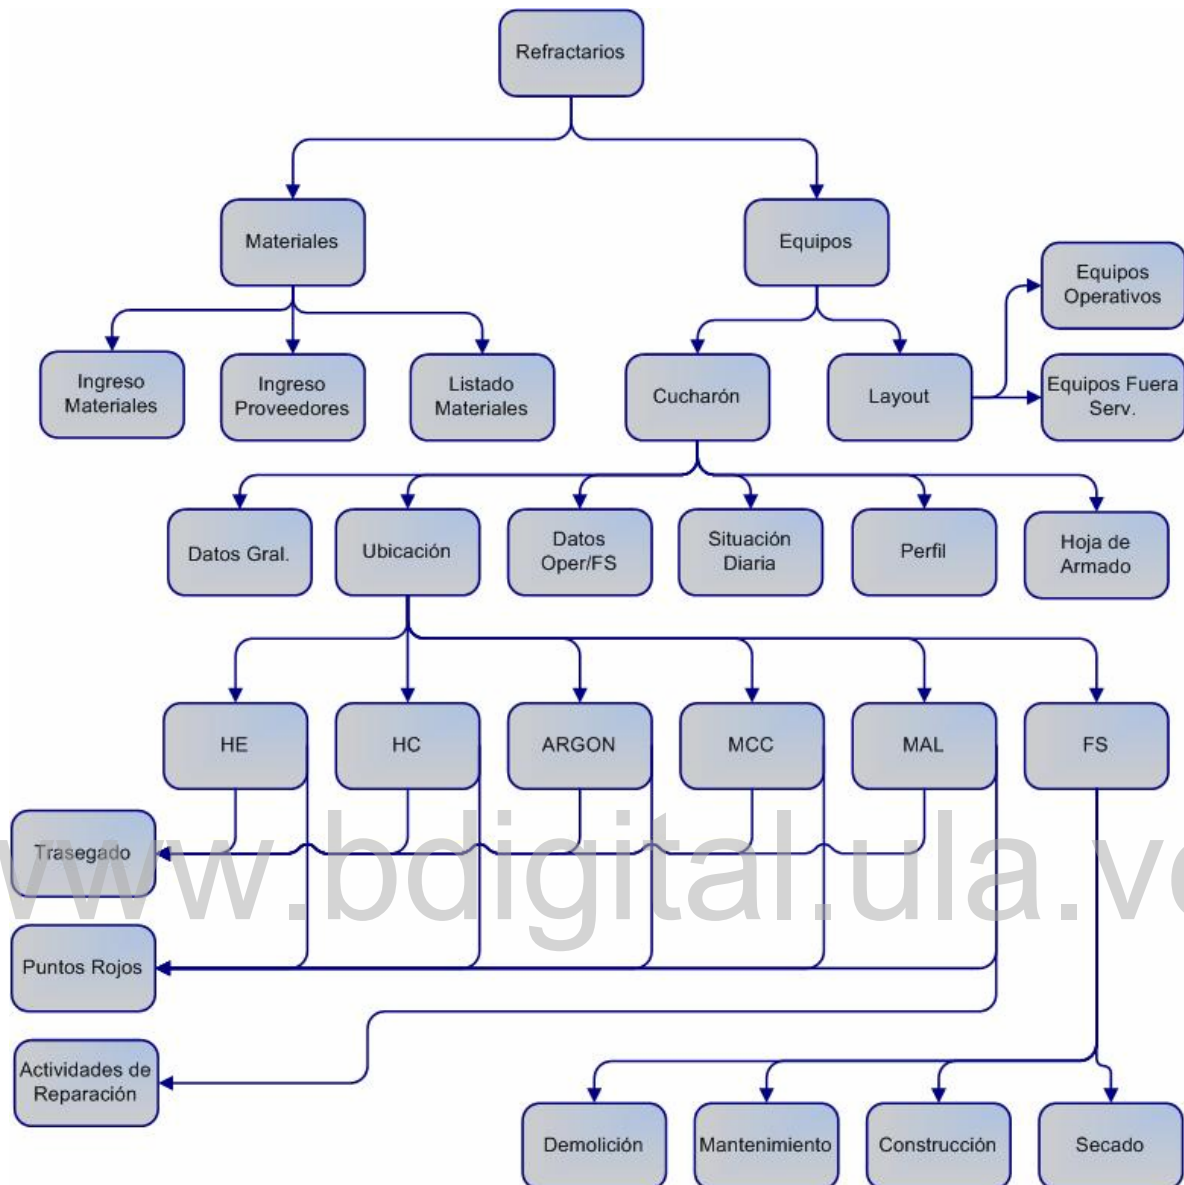 Refractarios
Materiales
Equipos
Equipos
Operativos
Ingreso
Materiales
Ingreso
Proveedores
Listado
Materiales
Cucharón
Layout
Equipos Fuera
Serv.
Datos Gral.
Ubicación
Datos
Oper/FS
Situación
Diaria
Perfil
Hoja de
Armado
HE
HC
ARGON
MCC
MAL
FS
Trasegado
www.bdigital.ula.ve
Puntos Rojos
Actividades de
Reparación
Demolición
Mantenimiento
Construcción
Secado